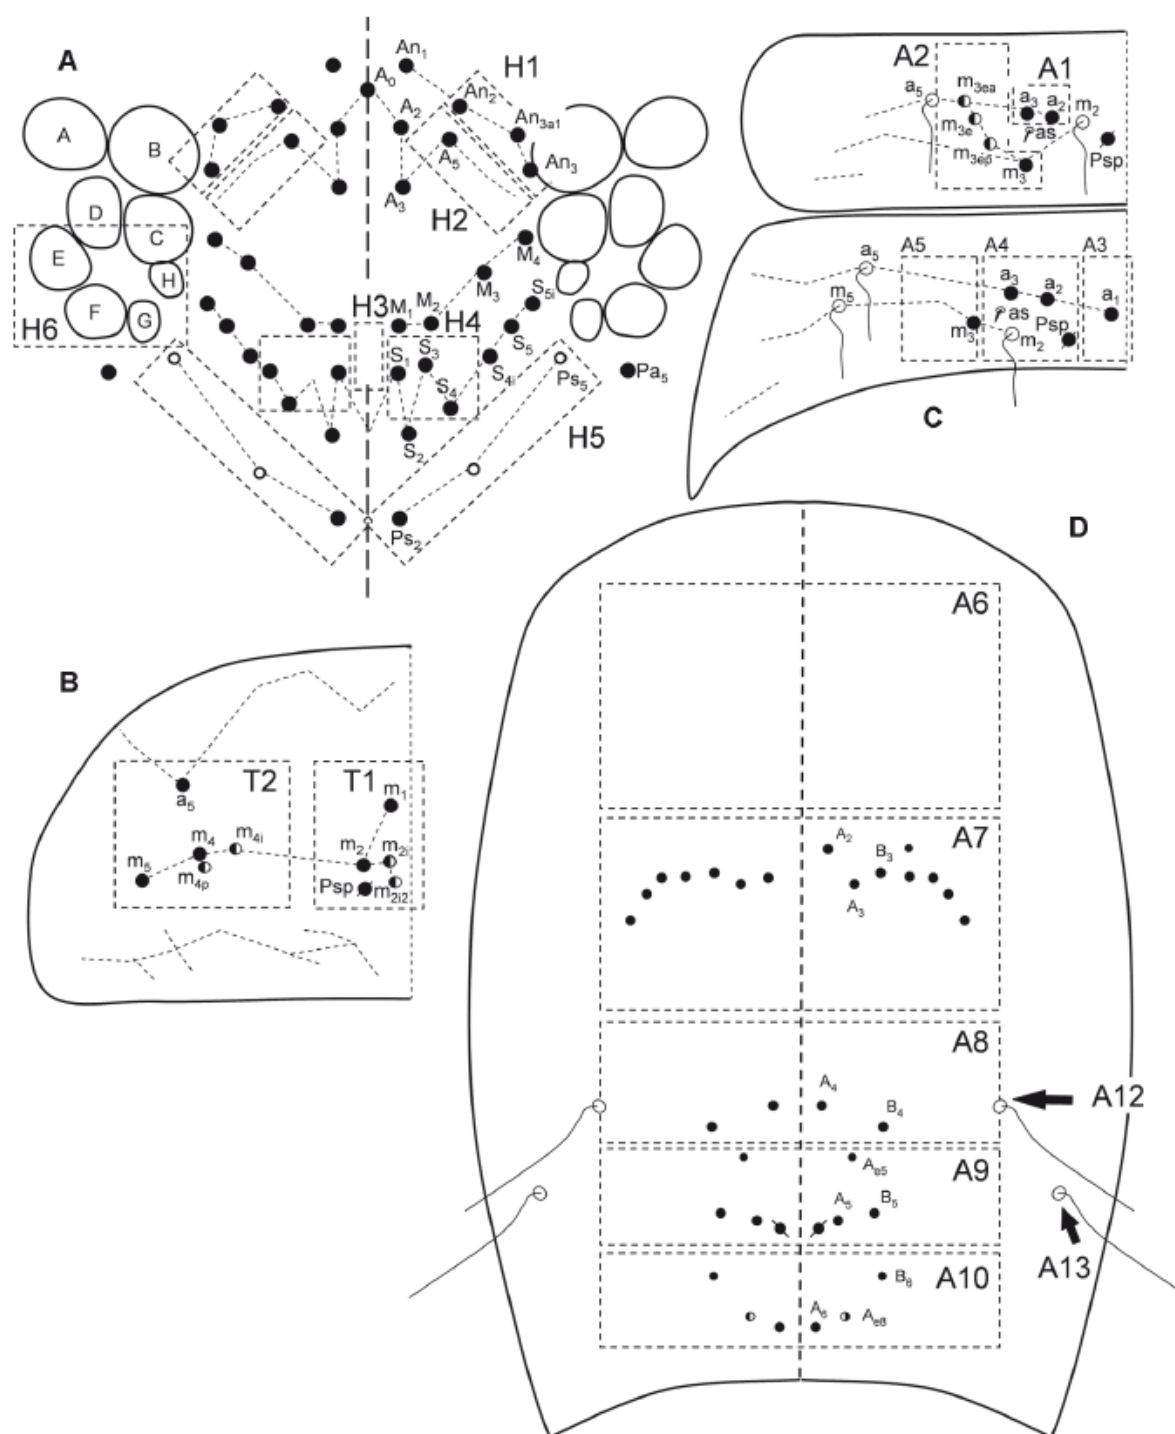 A
An1
H1
A0
An2
A2
An3a1
A
B
A5
An3
A3
H2
D
C
M4
E
H
M3
S5i
H3
M1
M2
H4
F
G
H6
S1
S3
S5
S4i
Ps5
Pa5
S4
S2
H5
Ps2
A2
A1
a5
m3ea
a3
a2
m2
m3e
as
m3ep
m3
Psp
A5
A4
A3
a5
a3
a2
a1
m5
as
Psp
m3
m2
C
D
A6
B
T2
T1
a5
m1
m4
m4i
m2
m2i
m5
m4p
Psp
m2i2
A7
A2
B3
A3
A8
A4
B4
A12
A9
Ae5
A5
B5
A13
A10
B6
A6
Ae6